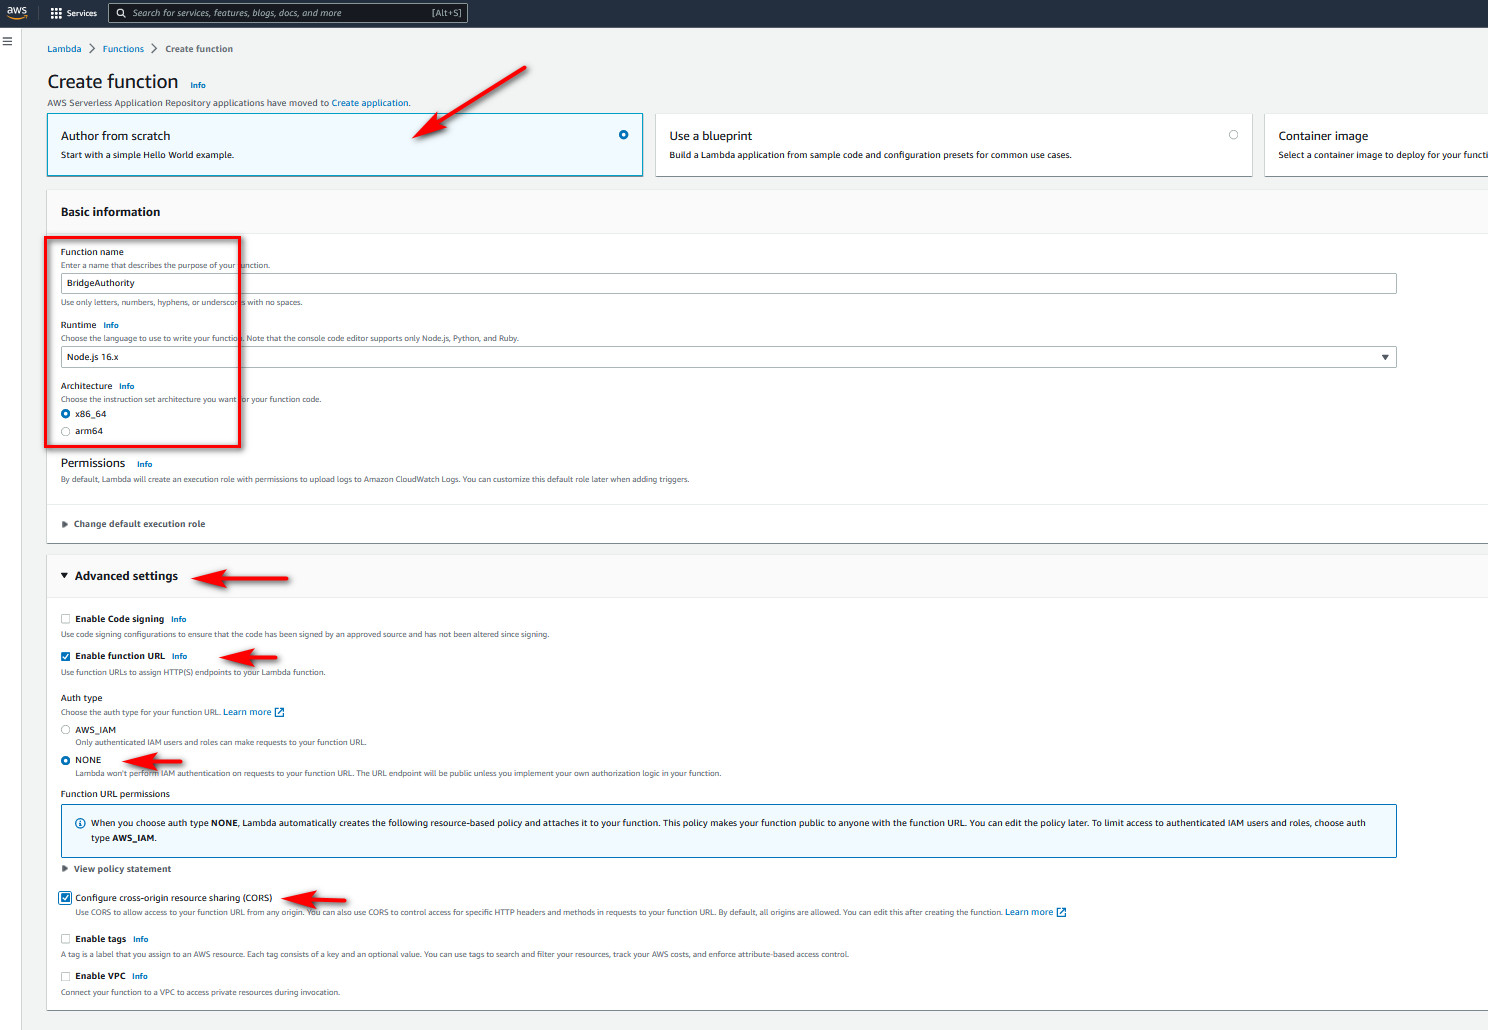 aws
Services
Search for services, features, blogs, docs, and more
[Alt+S]
Lambda
Functions
Create function
Create function Info
AWS Serverless Application Repository applications have moved to Create application.
Author from scratch
Start with a simple Hello World example.
Use a blueprint
Build a Lambda application from sample code and configuration presets for common use cases.
Container image
Select a container image to deploy for your
Basic information
Function name
Enter a name that describes the purpose of your function.
BridgeAuthority
Use only letters, numbers, hyphens, or underscores with no spaces.
Runtime Info
Choose the language to use to write your function. Note that the console code editor supports only Node.js, Python, and Ruby.
Node.js 16.x
Architecture Info
Choose the instruction set architecture you want for your function code.
x86_64
arm64
Permissions Info
By default, Lambda will create an execution role with permissions to upload logs to Amazon CloudWatch Logs. You can customize this default role later when adding triggers.
Change default execution role
Advanced settings
Enable Code signing Info
Use code signing configurations to ensure that the code has been signed by an approved source and has not been altered since signing.
Enable function URL Info
Use function URLs to assign HTTP(S) endpoints to your Lambda function.
Auth type
Choose the auth type for your function URL. Learn more
AWS_IAM
Only authenticated IAM users and roles can make requests to your function URL.
NONE
Lambda won't perform IAM authentication on requests to your function URL. The URL endpoint will be public unless you implement your own authorization logic in your function.
Function URL permissions
When you choose auth type NONE, Lambda automatically creates the following resource-based policy and attaches it to your function. This policy makes your function public to anyone with the function URL. You can edit the policy later. To limit access to authenticated IAM users and roles, choose auth
type AWS_IAM.
View policy statement
Configure cross-origin resource sharing (CORS)
Use CORS to allow access to your function URL from any origin. You can also use CORS to control access for specific HTTP headers and methods in requests to your function URL. By default, all origins are allowed. You can edit this after creating the function. Learn more
Enable tags Info
A tag is a label that you assign to an AWS resource. Each tag consists of a key and an optional value. You can use tags to search and filter your resources, track your AWS costs, and enforce attribute-based access control.
Enable VPC Info
Connect your function to a VPC to access private resources during invocation.